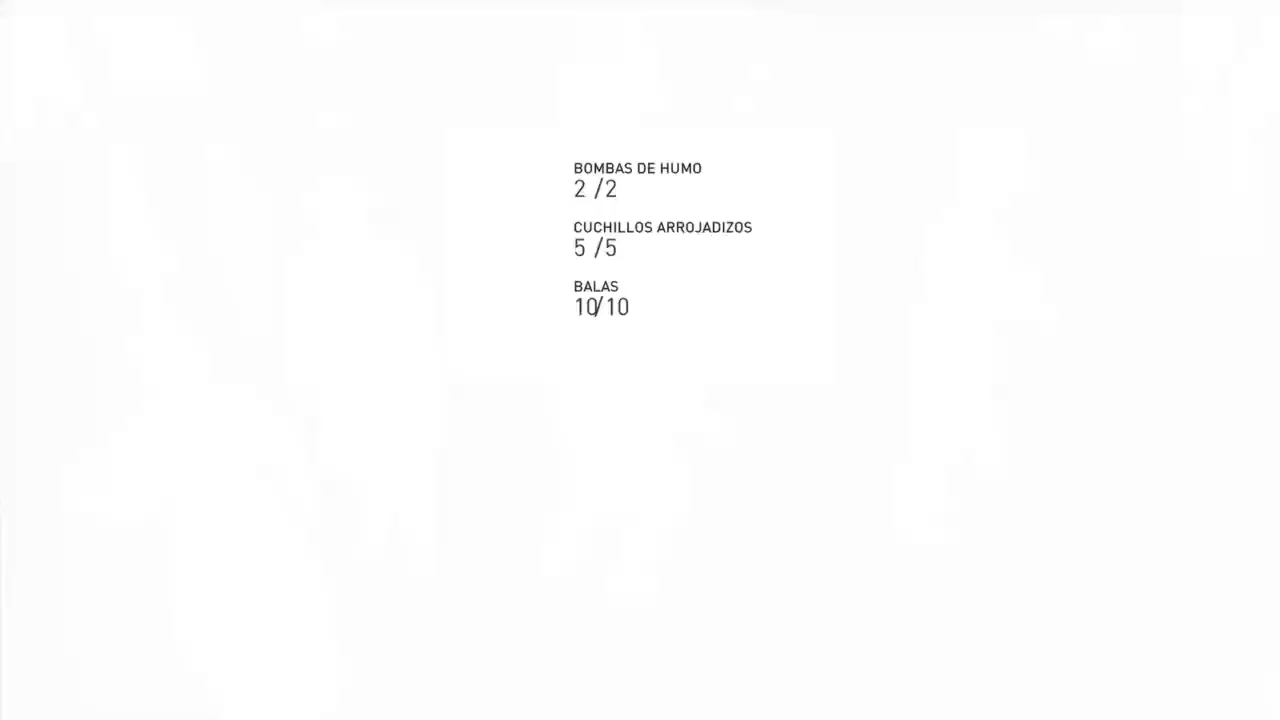 BOMBAS DE HUMO
2 /2
CUCHILLOS ARROJADIZOS
5 /5
BALAS
10/10